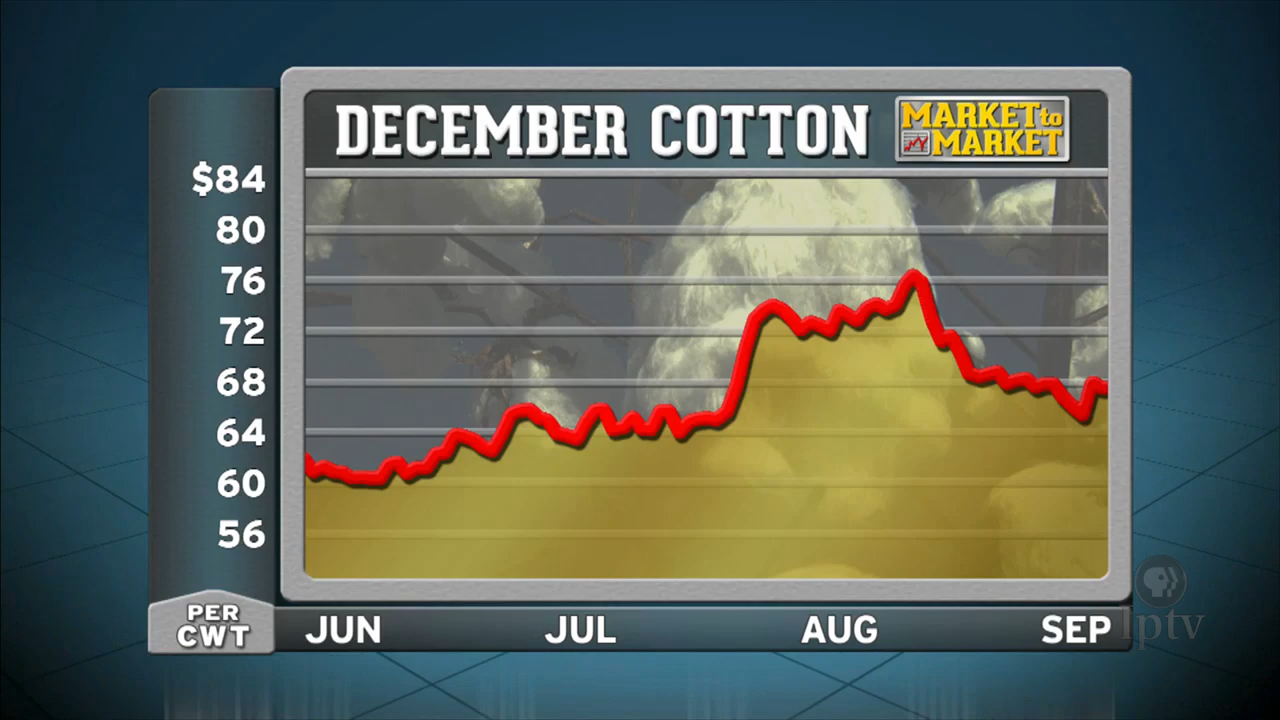 DECEMBER COTTON
MARKET to
MARKET
$84
80
76
72
68
64
60
56
PER
CWT
JUN JUL AUG SEP
iptv